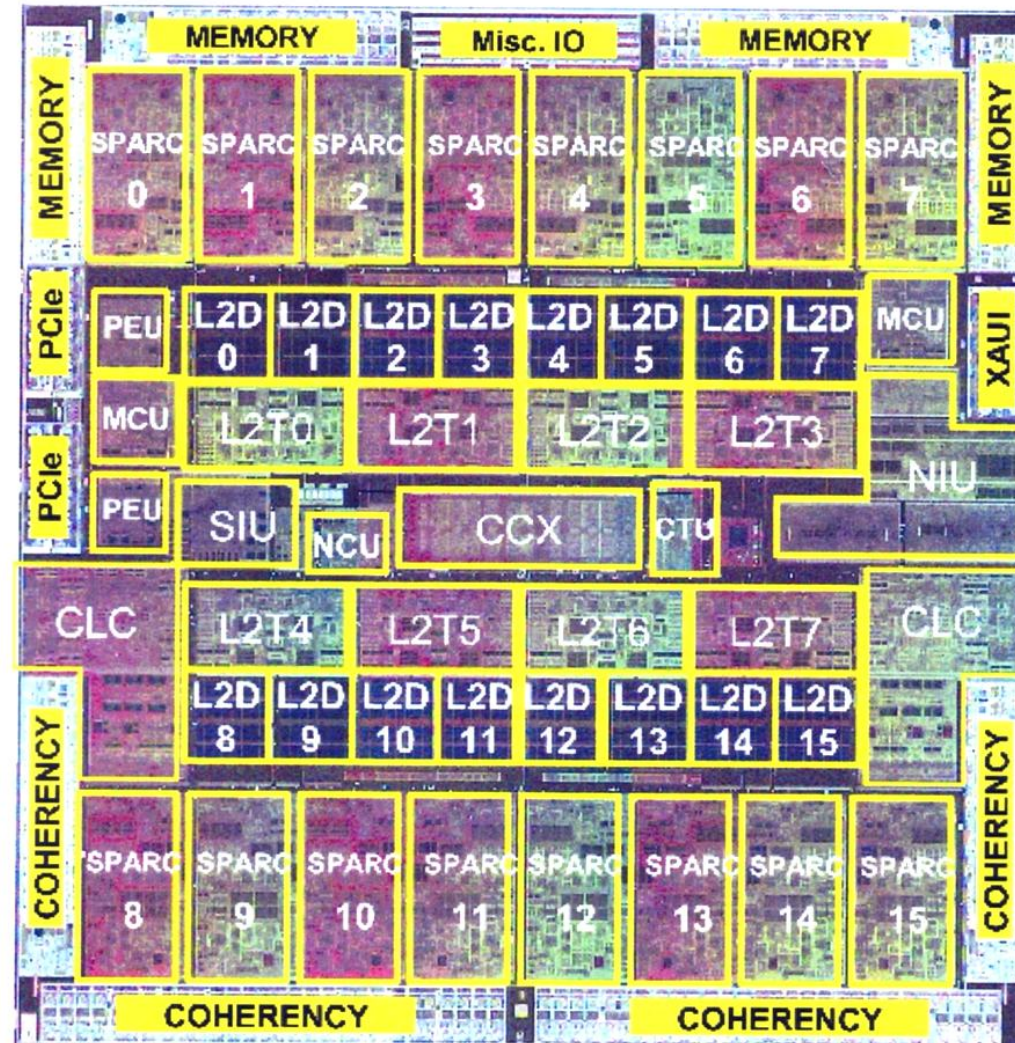 MEMORY
Misc. IO
MEMORY
MEMORY
MEMORY
SPARC
0
SPARC
1
SPARC
2
SPARC
3
SPARC
4
SPARC
5
SPARC
6
SPARC
7
PCIe
PEU
L2D
0
L2D
1
L2D
2
L2D
3
L2D
4
L2D
5
L2D
6
L2D
7
MCU
XAUI
MCU
L2T0
L2T1
L2T2
L2T3
PCIe
PEU
SIU
NCU
CCX
CTU
NIU
CLC
L2T4
L2T5
L2T6
L2T7
CLC
L2D
8
L2D
9
L2D
10
L2D
11
L2D
12
L2D
13
L2D
14
L2D
15
COHERENCY
COHERENCY
SPARC
8
SPARC
9
SPARC
10
SPARC
11
SPARC
12
SPARC
13
SPARC
14
SPARC
15
COHERENCY
COHERENCY